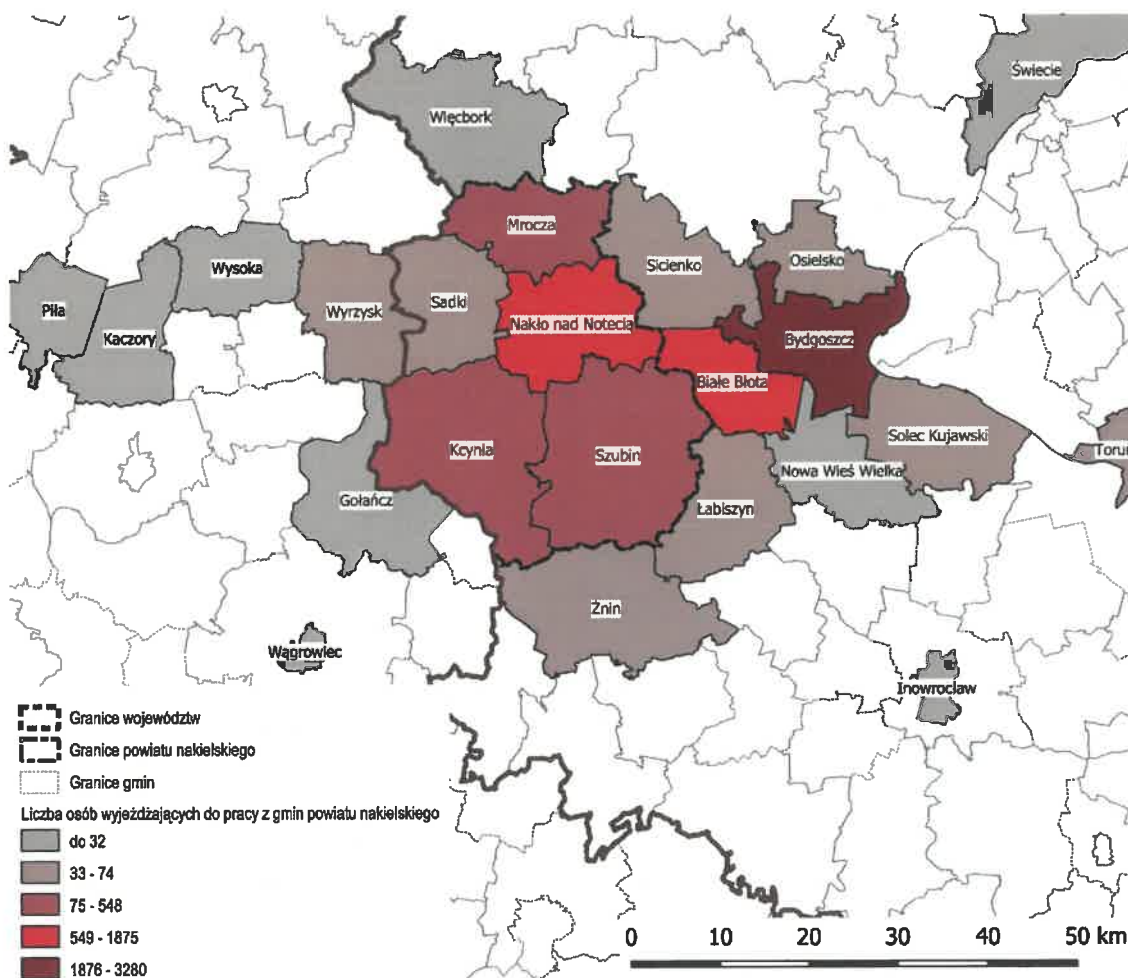 Świecie
Więcbork
Mrocza
Wysoka
Sicienko
Osielsko
Piła
Wyrzysk
Sadki
Kaczory
Nakło nad Notecią
Bydgoszcz
Białe Błota
Solec Kujawski
Toruń
Kcynia
Szubin
Nowa Wieś Wielka
Gołańcz
Łabiszyn
Żnin
Wągrowiec
Inowrocław
Granice województw
Granice powiatu nakielskiego
Granice gmin
Liczba osób wyjeżdżających do pracy z gmin powiatu nakielskiego
do 32
33 - 74
75 - 548
549 - 1875
1876 - 3280
0 10 20 30 40 50 km